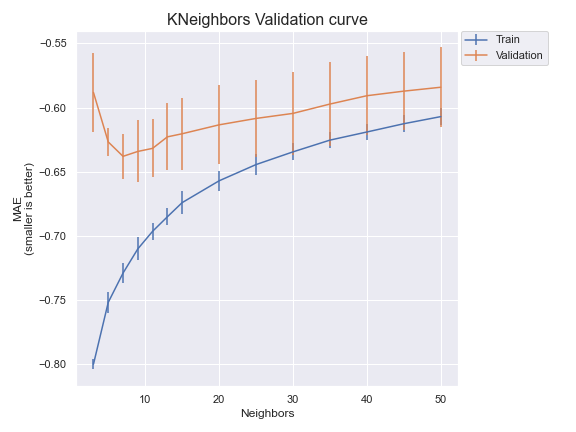 KNeighbors Validation curve
Train
Validation
−0.55
−0.60
−0.65
−0.70
−0.75
−0.80
MAE
(smaller is better)
10
20
30
40
50
Neighbors